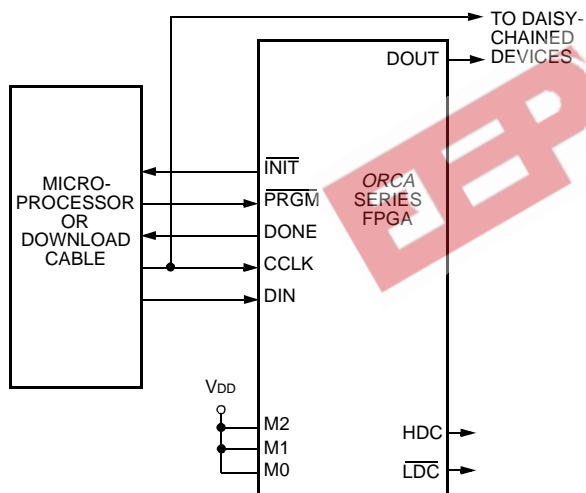 TO DAISY-
CHAINED
DEVICES
DOUT
MICRO-
PROCESSOR
OR
DOWNLOAD
CABLE
INIT
PRGM
DONE
CCLK
DIN
ORCA
SERIES
FPGA
VDD
M2
M1
M0
HDC
LDC
EEP